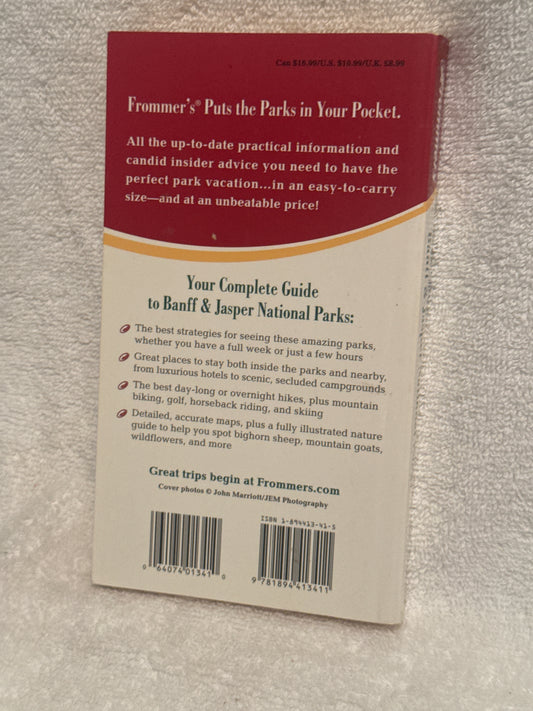 Can $16.99/U.S. $10.99/U.K. £8.99
Frommer's® Puts the Parks in Your Pocket.
All the up-to-date practical information and
candid insider advice you need to have the
perfect park vacation...in an easy-to-carry
size—and at an unbeatable price!
Your Complete Guide
to Banff & Jasper National Parks:
The best strategies for seeing these amazing parks,
whether you have a full week or just a few hours
Great places to stay both inside the parks and nearby,
from luxurious hotels to scenic, secluded campgrounds
The best day-long or overnight hikes, plus mountain
biking, golf, horseback riding, and skiing
Detailed, accurate maps, plus a fully illustrated nature
guide to help you spot bighorn sheep, mountain goats,
wildflowers, and more
Great trips begin at Frommers.com
Cover photos © John Marriott/JEM Photography
ISBN 1-894413-41-5
0 64074 01341 0
9 781894 413411